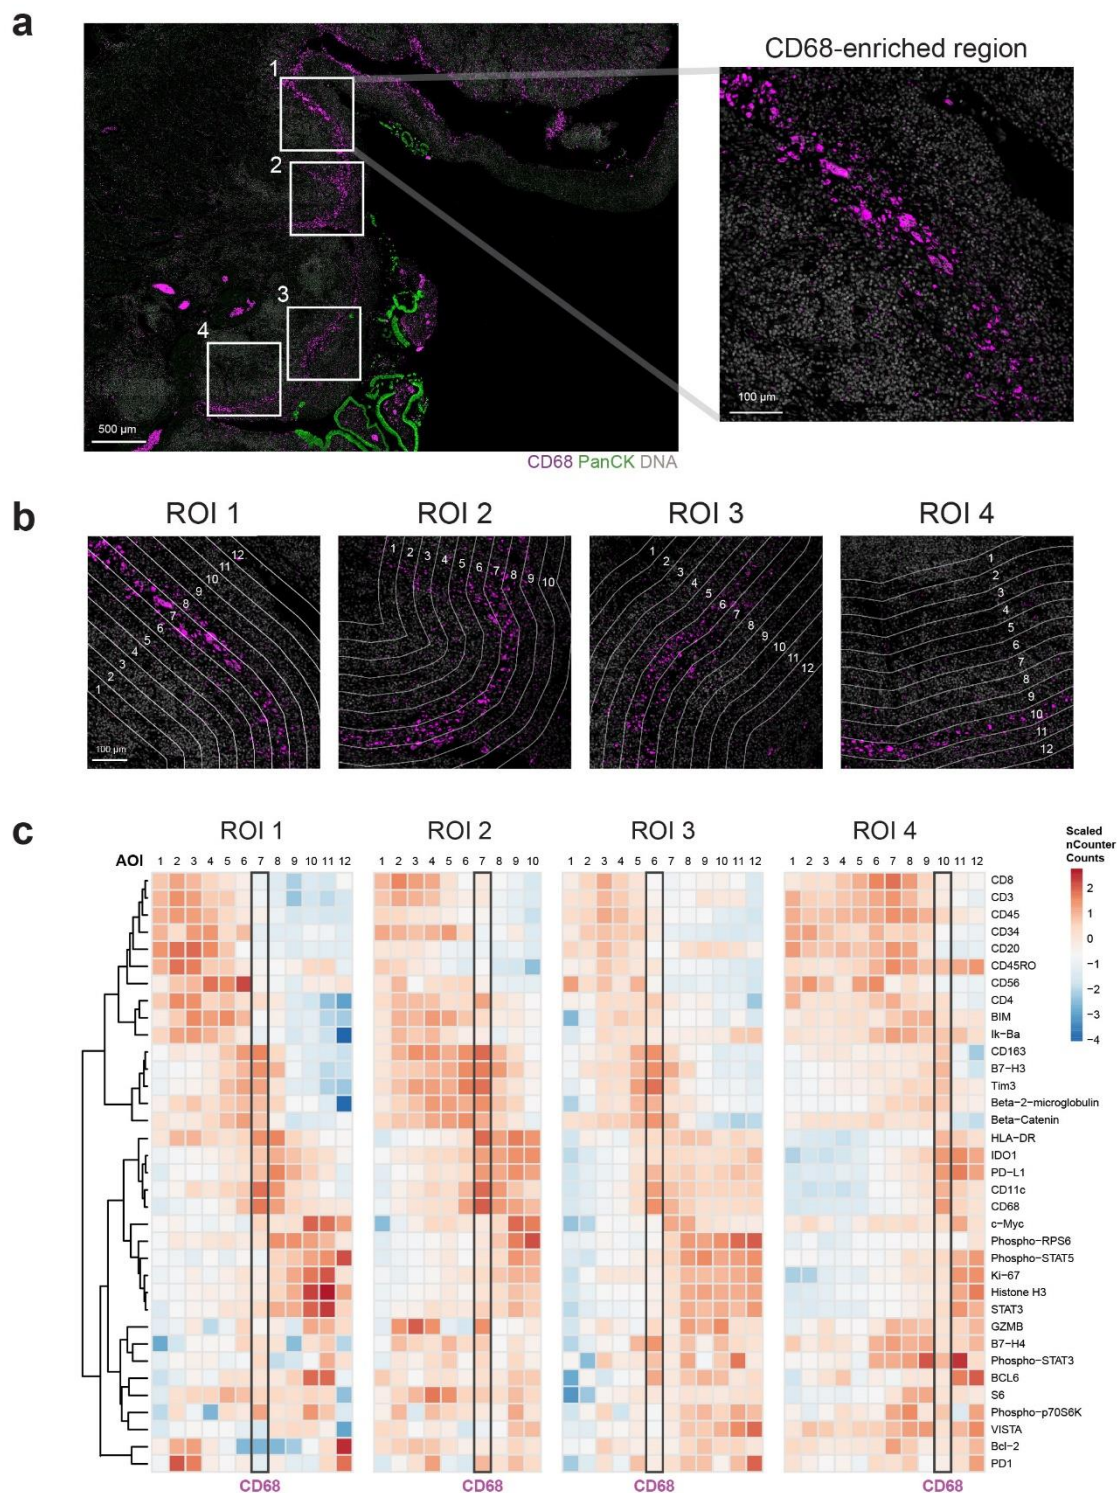 a
CD68-enriched region
1
2
3
4
500 µm
100 µm
CD68 PanCK DNA
b
ROI 1 ROI 2 ROI 3 ROI 4
1 2 3 4 5 6 7 8 9 10 11 12
100 µm
1 2 3 4 5 6 7 8 9 10
1 2 3 4 5 6 7 8 9 10 11 12
1 2 3 4 5 6 7 8 9 10 11 12
c
ROI 1 ROI 2 ROI 3 ROI 4
Scaled
nCounter
Counts
AOI 1 2 3 4 5 6 7 8 9 10 11 12 1 2 3 4 5 6 7 8 9 10 1 2 3 4 5 6 7 8 9 10 11 12 1 2 3 4 5 6 7 8 9 10 11 12
2
1
0
−1
−2
−3
−4
CD8
CD3
CD45
CD34
CD20
CD45RO
CD56
CD4
BIM
Ik−Ba
CD163
B7−H3
Tim3
Beta−2−microglobulin
Beta−Catenin
HLA−DR
IDO1
PD−L1
CD11c
CD68
c−Myc
Phospho−RPS6
Phospho−STAT5
Ki−67
Histone H3
STAT3
GZMB
B7−H4
Phospho−STAT3
BCL6
S6
Phospho−p70S6K
VISTA
Bcl−2
PD1
CD68 CD68 CD68 CD68